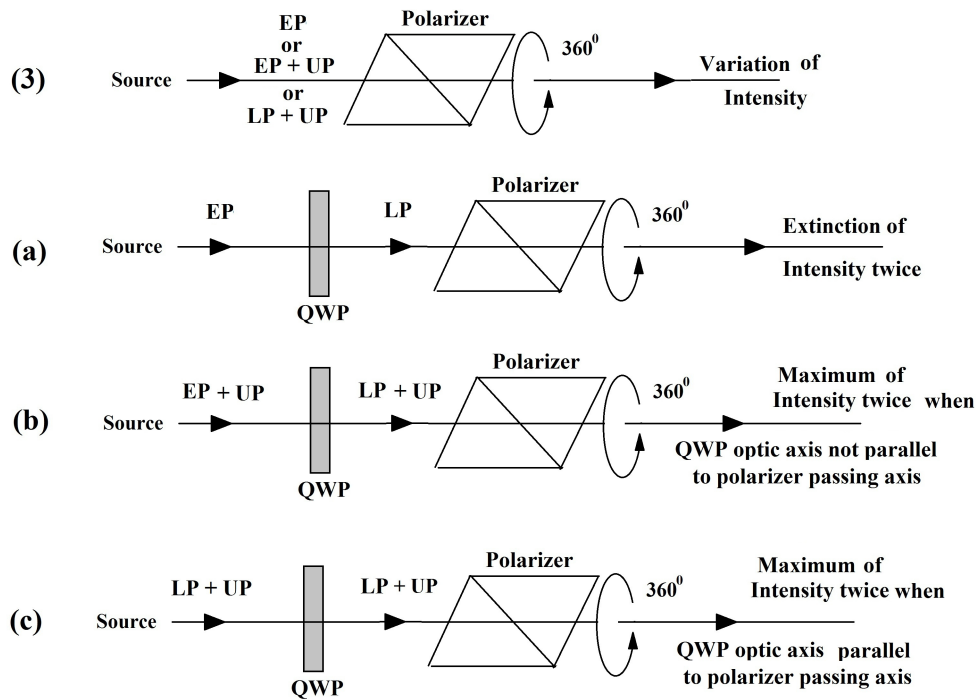 EP
or
EP + UP
or
LP + UP
Polarizer
360⁰
(3)
Source
Variation of
Intensity
Polarizer
EP
LP
360⁰
(a)
Source
QWP
Extinction of
Intensity twice
Polarizer
EP + UP
LP + UP
360⁰
(b)
Source
QWP
Maximum of
Intensity twice when
QWP optic axis not parallel
to polarizer passing axis
Polarizer
LP + UP
LP + UP
360⁰
(c)
Source
QWP
Maximum of
Intensity twice when
QWP optic axis parallel
to polarizer passing axis